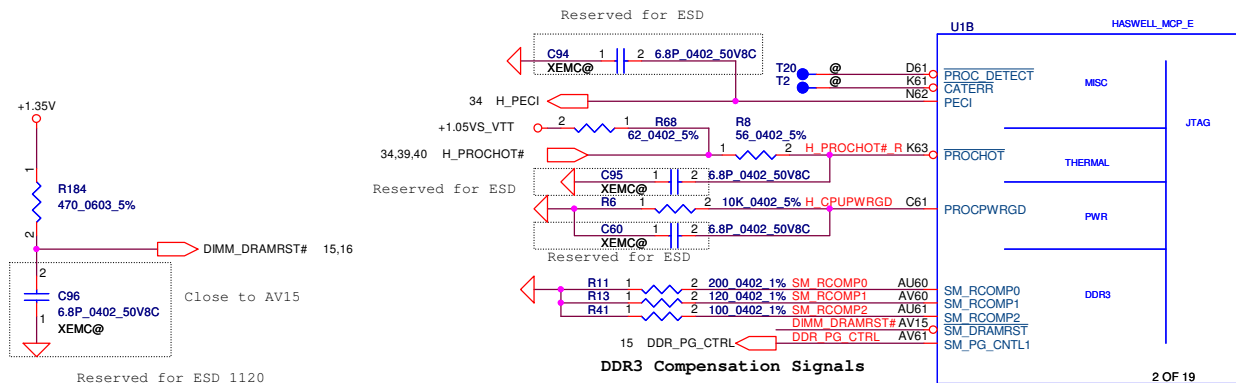 Reserved for ESD
U1B
HASWELL_MCP_E
C94 1 2 6.8P_0402_50V8C
XEMC@
T20 @ D61 PROC_DETECT
T2 @ K61 CATERR
34 H_PECI N62 PECI
MISC
JTAG
+1.35V
+1.05VS_VTT 2 1 R68
62_0402_5%
R8
56_0402_5%
34,39,40 H_PROCHOT# 1 2 H_PROCHOT#_R K63 PROCHOT
THERMAL
1
R184
470_0603_5%
2
Reserved for ESD
C95 1 2 6.8P_0402_50V8C
XEMC@
R6 1 2 10K_0402_5% H_CPUPWRGD C61 PROCPWRGD
PWR
C60 1 2 6.8P_0402_50V8C
XEMC@
Reserved for ESD
DIMM_DRAMRST# 15,16
2
C96
6.8P_0402_50V8C
XEMC@
1
Close to AV15
R11 1 2 200_0402_1% SM_RCOMP0 AU60 SM_RCOMP0
R13 1 2 120_0402_1% SM_RCOMP1 AV60 SM_RCOMP1
R41 1 2 100_0402_1% SM_RCOMP2 AU61 SM_RCOMP2
DIMM_DRAMRST# AV15 SM_DRAMRST
15 DDR_PG_CTRL DDR_PG_CTRL AV61 SM_PG_CNTL1
DDR3
DDR3 Compensation Signals
Reserved for ESD 1120
2 OF 19